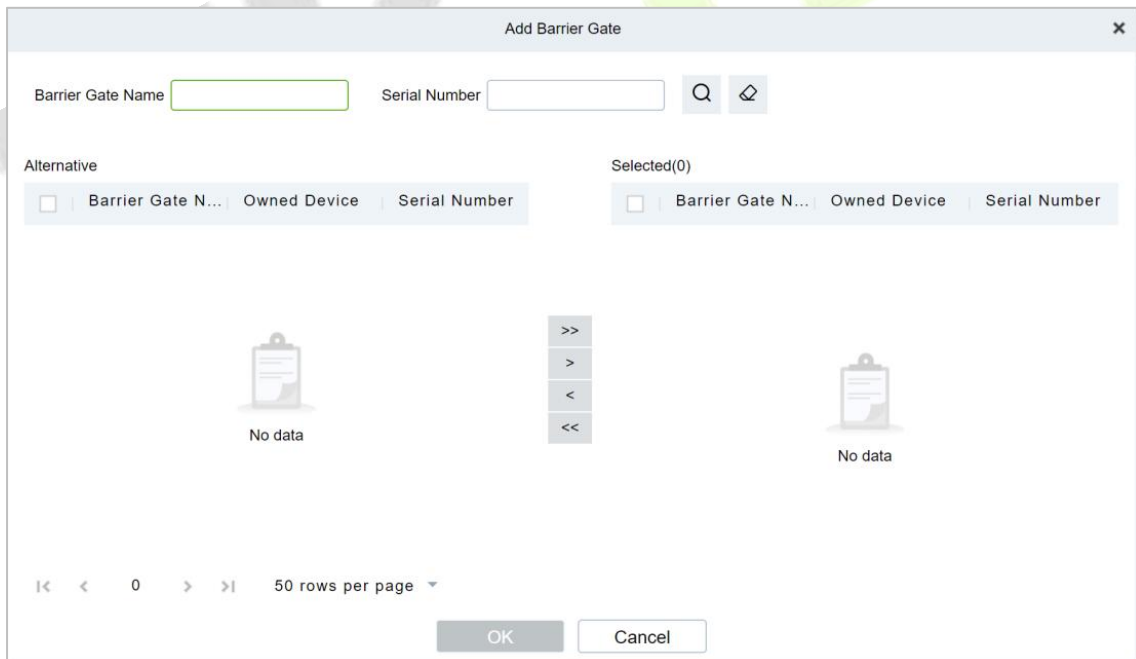 Add Barrier Gate ×
Barrier Gate Name Serial Number
Alternative Selected(0)
Barrier Gate N... Owned Device Serial Number Barrier Gate N... Owned Device Serial Number
>>
>
<
<<
No data
No data
|< < 0 > >| 50 rows per page
OK Cancel